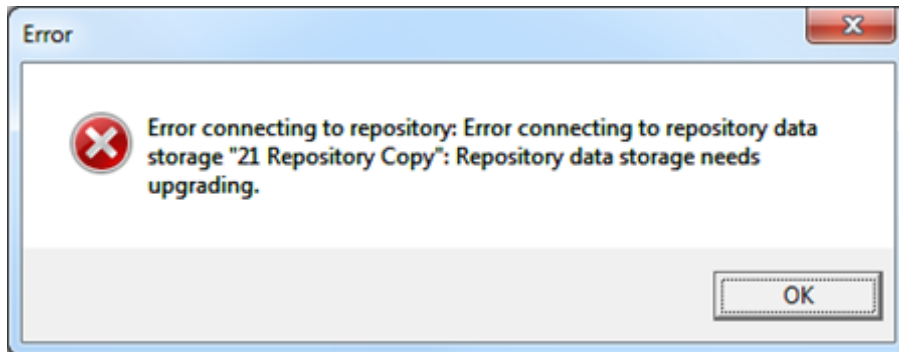 Error
Error connecting to repository: Error connecting to repository data
storage "21 Repository Copy": Repository data storage needs
upgrading.
OK